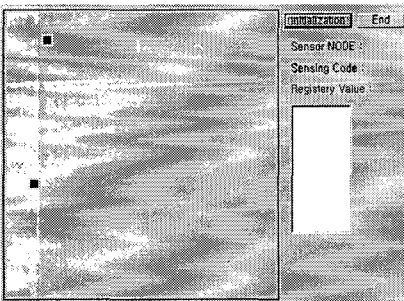 Initialization End
Sensor NODE :
Sensing Code :
Registery Value :